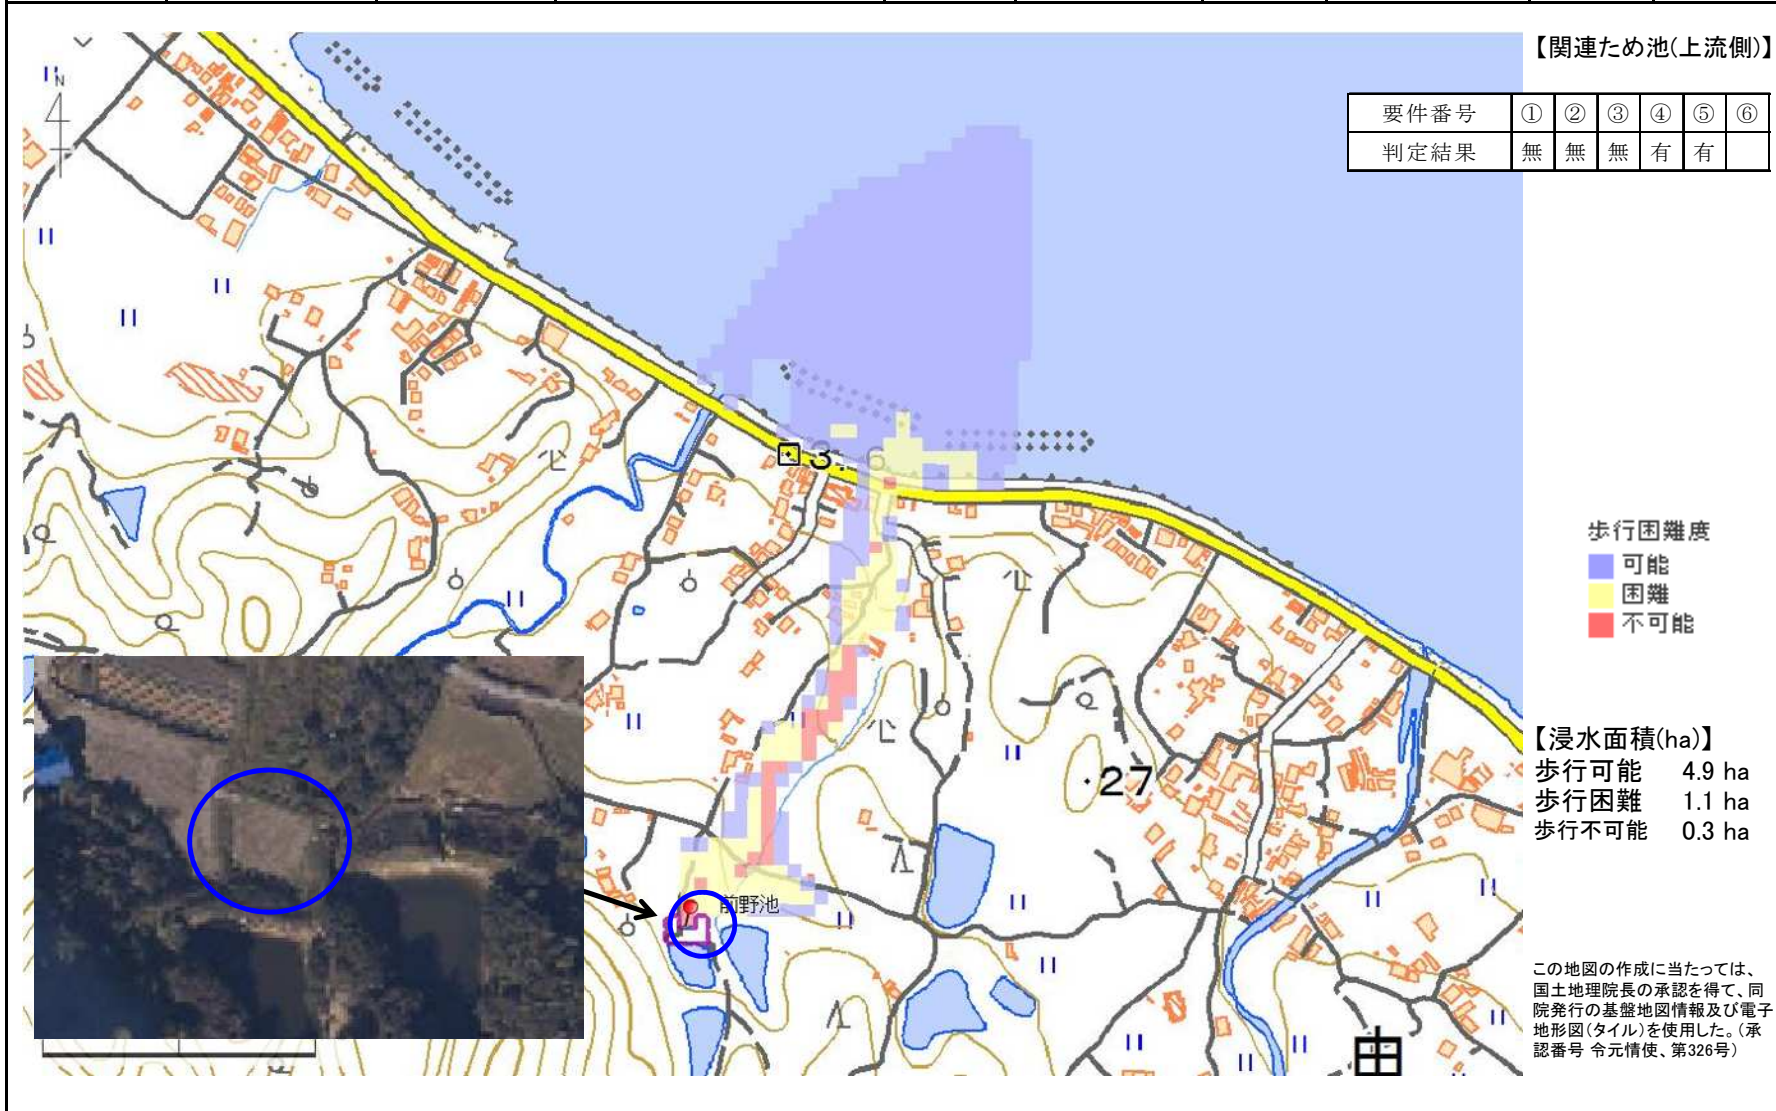 【関連ため池(上流側)】
要件番号 ① ② ③ ④ ⑤ ⑥
判定結果 無 無 無 有 有
N
3.6
歩行困難度
可能
困難
不可能
27
【浸水面積(ha)】
歩行可能 4.9 ha
歩行困難 1.1 ha
歩行不可能 0.3 ha
前野池
この地図の作成に当たっては、
国土地理院長の承認を得て、同
院発行の基盤地図情報及び電子
地形図(タイル)を使用した。(承
認番号 令元情使、第326号)
由